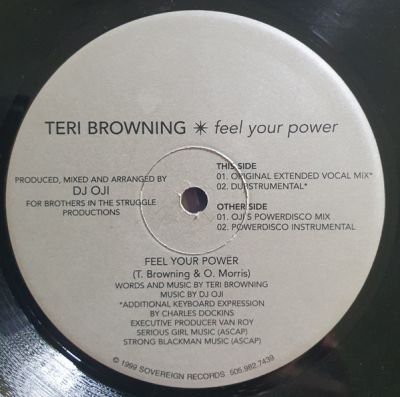 TERI BROWNING ✳ feel your power
PRODUCED, MIXED AND ARRANGED BY
DJ OJI
FOR BROTHERS IN THE STRUGGLE
PRODUCTIONS
THIS SIDE
01. ORIGINAL EXTENDED VOCAL MIX*
02. DUBSTRUMENTAL*
OTHER SIDE
01. OJI'S POWERDISCO MIX
02. POWERDISCO INSTRUMENTAL
FEEL YOUR POWER
(T. Browning & O. Morris)
WORDS AND MUSIC BY TERI BROWNING
MUSIC BY DJ OJI
*ADDITIONAL KEYBOARD EXPRESSION
BY CHARLES DOCKINS
EXECUTIVE PRODUCER VAN ROY
SERIOUS GIRL MUSIC (ASCAP)
STRONG BLACKMAN MUSIC (ASCAP)
© 1999 SOVEREIGN RECORDS 505.982.7439